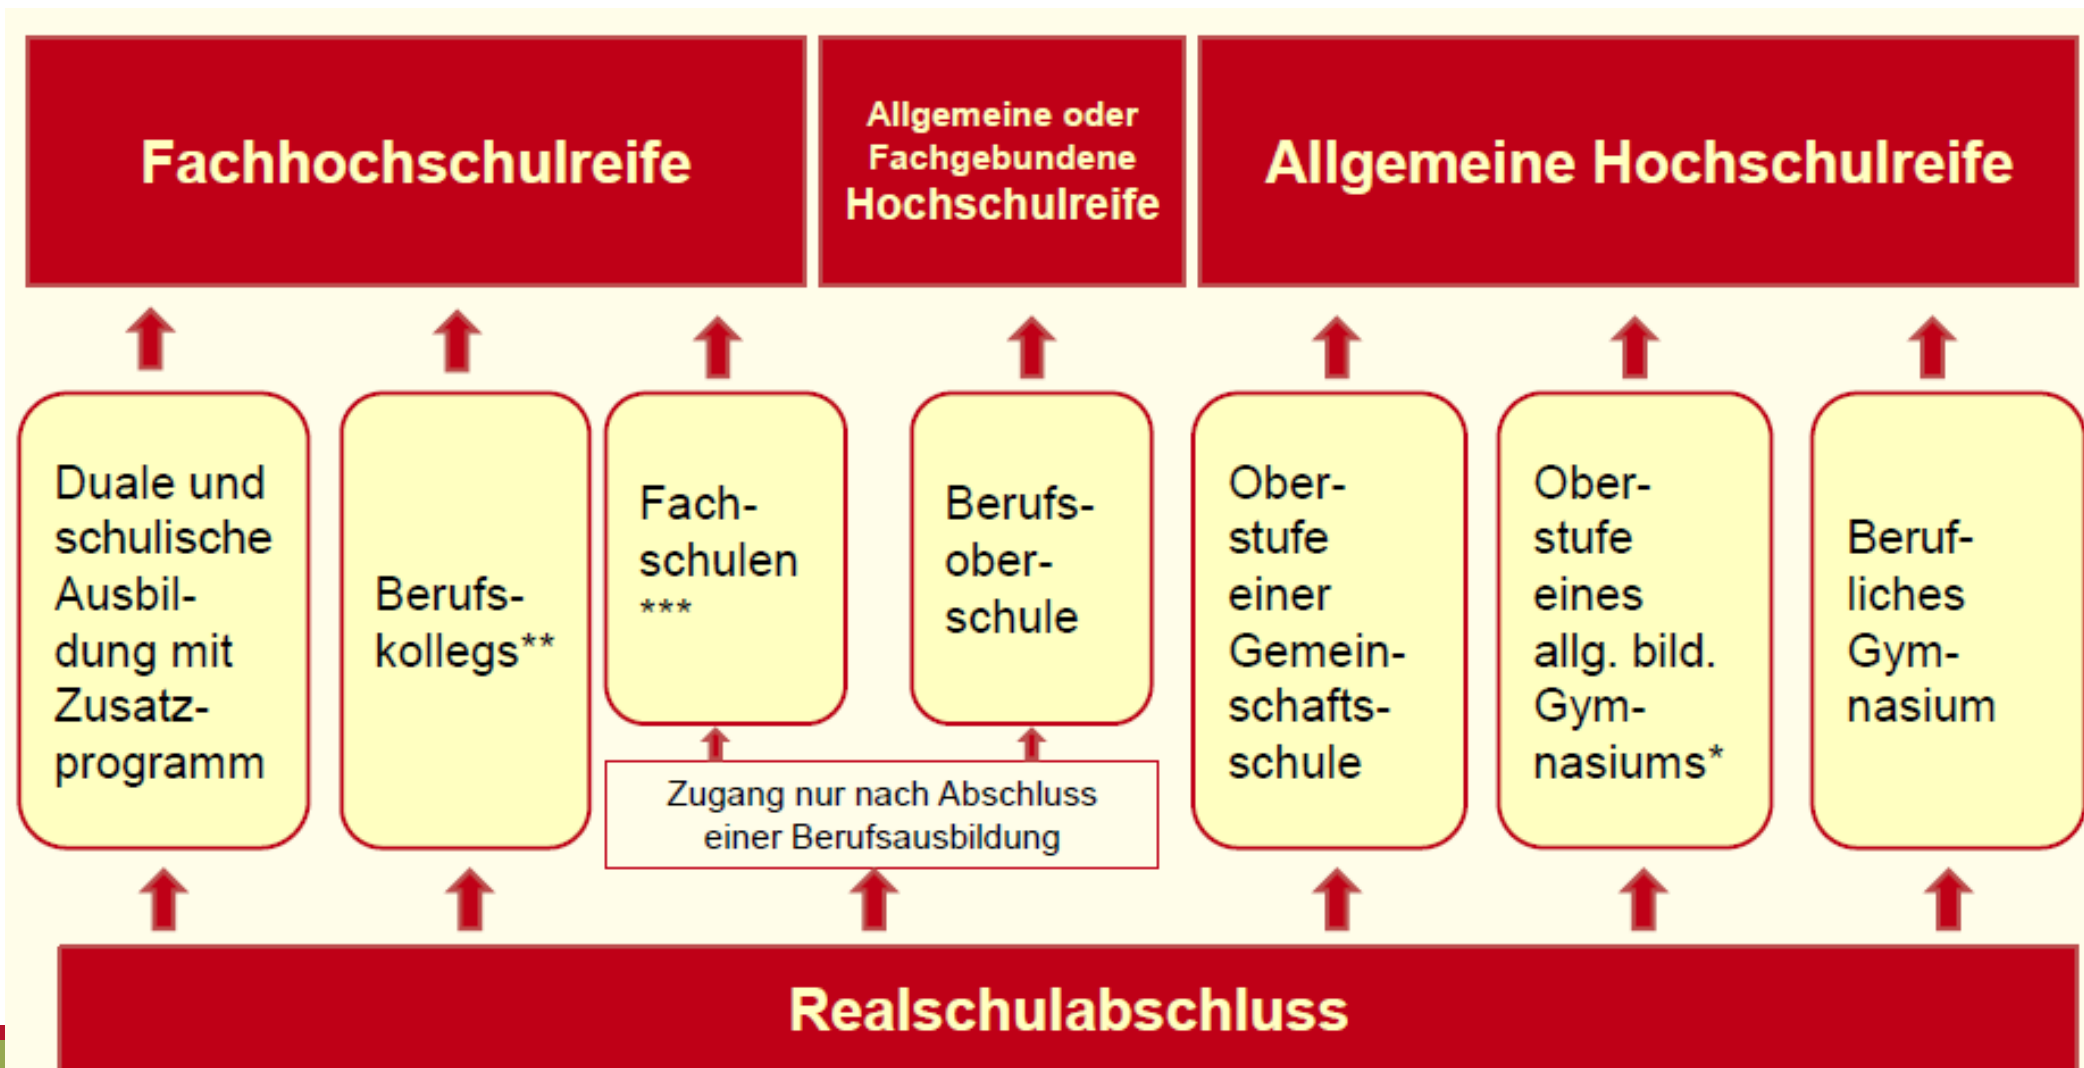 Fachhochschulreife
Allgemeine oder
Fachgebundene
Hochschulreife
Allgemeine Hochschulreife
Duale und
schulische
Ausbil-
dung mit
Zusatz-
programm
Berufs-
kollegs**
Fach-
schulen
***
Berufs-
ober-
schule
Ober-
stufe
einer
Gemein-
schafts-
schule
Ober-
stufe
eines
allg. bild.
Gym-
nasiums*
Beruf-
liches
Gym-
nasium
Zugang nur nach Abschluss
einer Berufsausbildung
Realschulabschluss